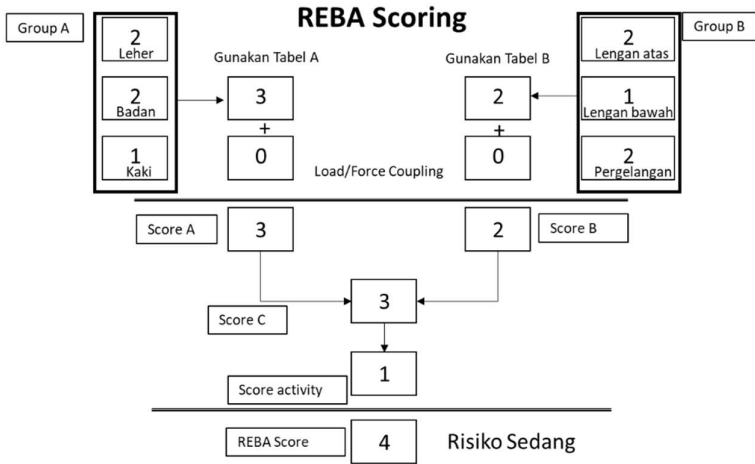 REBA Scoring
Group A
2
Leher
2
Badan
1
Kaki
Gunakan Tabel A
3
+
0
Load/Force Coupling
Gunakan Tabel B
2
+
0
Group B
2
Lengan atas
1
Lengan bawah
2
Pergelangan
Score A
3
2
Score B
Score C
3
Score activity
1
REBA Score
4
Risiko Sedang